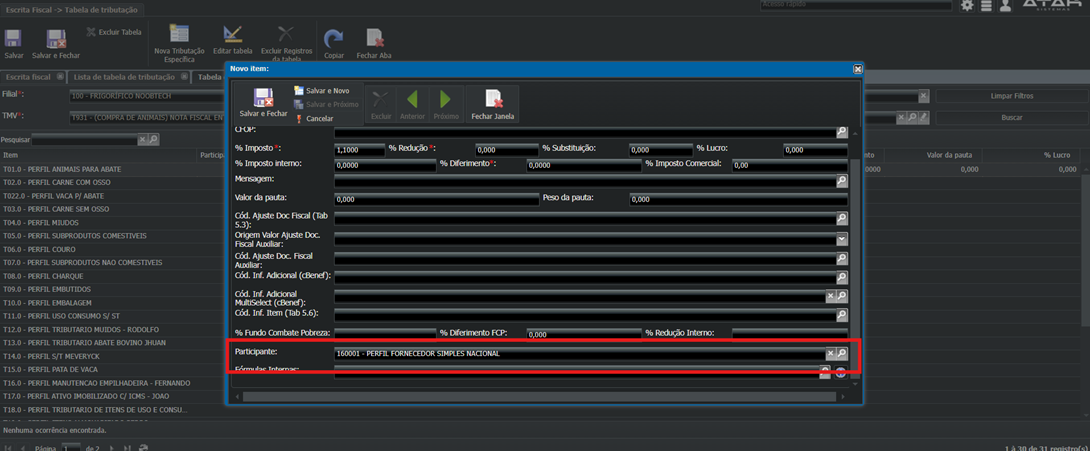 Escrita Fiscal -> Tabela de tributação
Acesso rápido
ATAK
SISTEMAS
Salvar
Salvar e Fechar
Excluir Tabela
Nova Tributação
Específica
Editar tabela
Excluir Registros
da tabela
Copiar
Fechar Aba
Escrita fiscal
Lista de tabela de tributação
Tabela
Filial*:
100 - FRIGORÍFICO NOOBTECH
Limpar Filtros
TMV*:
T931 - (COMPRA DE ANIMAIS) NOTA FISCAL EN
Buscar
Pesquisar
Item
Particip
Valor da pauta
% Lucro
T01.0 - PERFIL ANIMAIS PARA ABATE
0,000
0,000
T02.0 - PERFIL CARNE COM OSSO
T022.0 - PERFIL VACA P/ ABATE
T03.0 - PERFIL CARNE SEM OSSO
T04.0 - PERFIL MIUDOS
T05.0 - PERFIL SUBPRODUTOS COMESTIVEIS
T06.0 - PERFIL COURO
T07.0 - PERFIL SUBPRODUTOS NAO COMESTIVEIS
T08.0 - PERFIL CHARQUE
T09.0 - PERFIL EMBUTIDOS
T10.0 - PERFIL EMBALAGEM
T11.0 - PERFIL USO CONSUMO S/ ST
T12.0 - PERFIL TRIBUTARIO MUIDOS - RODOLFO
T13.0 - PERFIL TRIBUTARIO ABATE BOVINO JHUAN
T14.0 - PERFIL S/T MEVERYCK
T15.0 - PERFIL PATA DE VACA
T16.0 - PERFIL MANUTENCAO EMPILHADEIRA - FERNANDO
T17.0 - PERFIL ATIVO IMOBILIZADO C/ ICMS - JOAO
T18.0 - PERFIL TRIBUTARIO DE ITENS DE USO E CONSU...
Nenhuma ocorrência encontrada.
Página 1 de 2
1 à 30 de 31 registro(s)
Novo item:
Salvar e Fechar
Salvar e Novo
Salvar e Próximo
Cancelar
Excluir
Anterior
Próximo
Fechar Janela
CFOP:
% Imposto *: 1,1000 % Redução *: 0,000 % Substituição: 0,000 % Lucro: 0,000
% Imposto interno: 0,0000 % Diferimento*: 0,0000 % Imposto Comercial: 0,00
Mensagem:
Valor da pauta: 0,000 Peso da pauta: 0,000
Cód. Ajuste Doc Fiscal (Tab
5.3):
Origem Valor Ajuste Doc.
Fiscal Auxiliar:
Cód. Ajuste Doc. Fiscal
Auxiliar:
Cód. Inf. Adicional (cBenef):
Cód. Inf. Adicional
MultiSelect (cBenef):
Cód. Inf. Item (Tab 5.6):
% Fundo Combate Pobreza: % Diferimento FCP: 0,000 % Redução Interno:
Participante: 160001 - PERFIL FORNECEDOR SIMPLES NACIONAL
Fórmulas Internas: